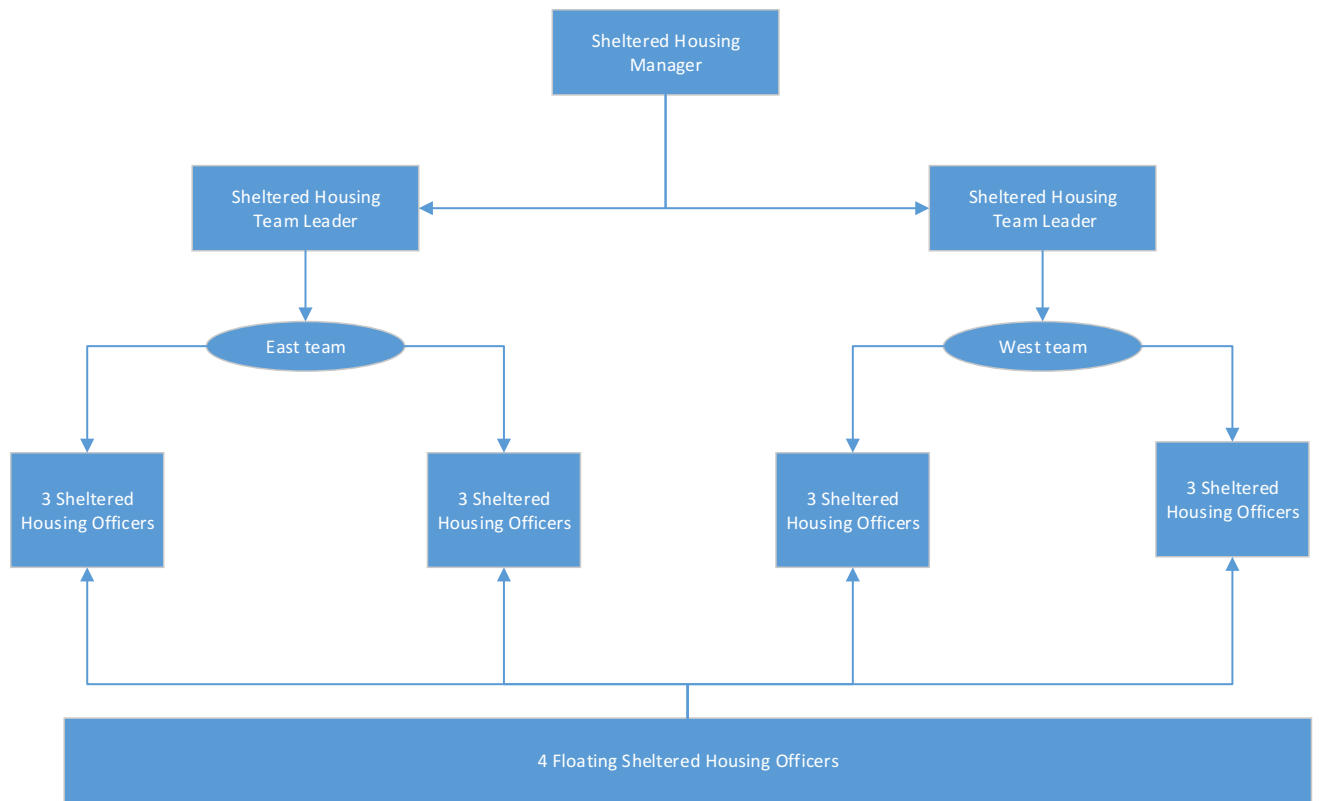 Sheltered Housing
Manager
Sheltered Housing
Team Leader
Sheltered Housing
Team Leader
East team
West team
3 Sheltered
Housing Officers
3 Sheltered
Housing Officers
3 Sheltered
Housing Officers
3 Sheltered
Housing Officers
4 Floating Sheltered Housing Officers